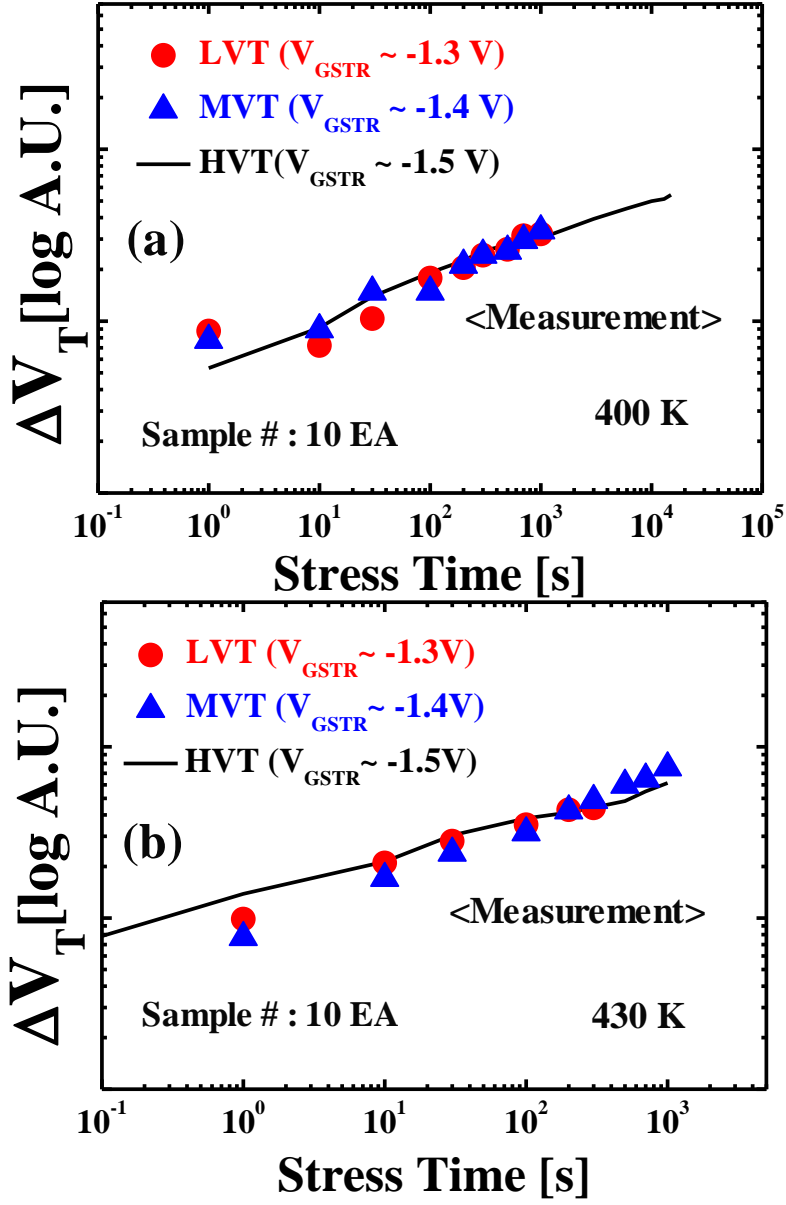 LVT (V_GSTR ~ -1.3 V)
MVT (V_GSTR ~ -1.4 V)
HVT(V_GSTR ~ -1.5 V)
(a)
<Measurement>
Sample # : 10 EA
400 K
ΔV_T[log A.U.]
10^-1 10^0 10^1 10^2 10^3 10^4 10^5
Stress Time [s]
LVT (V_GSTR~ -1.3V)
MVT (V_GSTR~ -1.4V)
HVT (V_GSTR~ -1.5V)
(b)
<Measurement>
Sample # : 10 EA
430 K
ΔV_T[log A.U.]
10^-1 10^0 10^1 10^2 10^3
Stress Time [s]